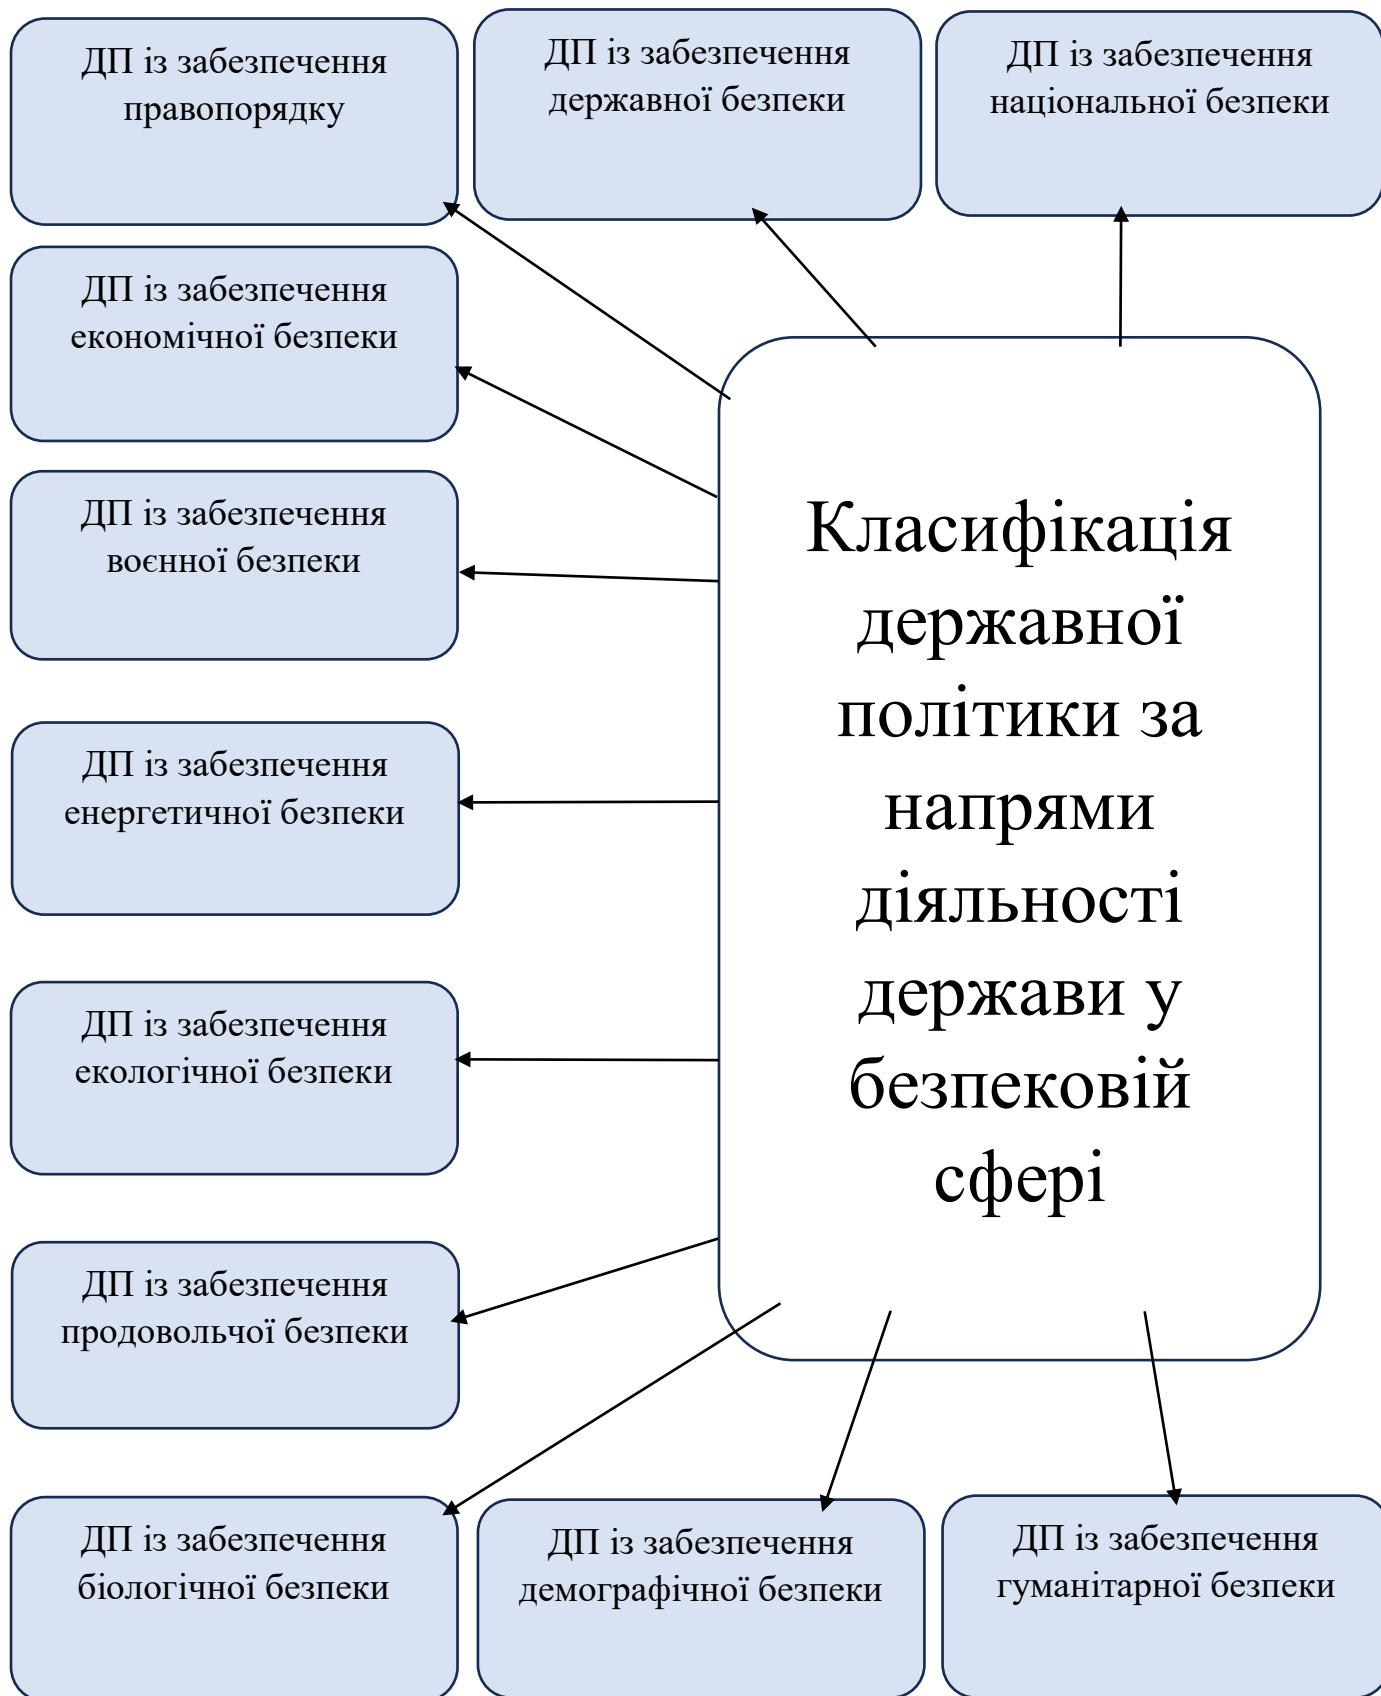 ДП із забезпечення
правопорядку
ДП із забезпечення
державної безпеки
ДП із забезпечення
національної безпеки
ДП із забезпечення
економічної безпеки
ДП із забезпечення
воєнної безпеки
ДП із забезпечення
енергетичної безпеки
ДП із забезпечення
екологічної безпеки
ДП із забезпечення
продовольчої безпеки
ДП із забезпечення
біологічної безпеки
ДП із забезпечення
демографічної безпеки
ДП із забезпечення
гуманітарної безпеки
Класифікація
державної
політики за
напрями
діяльності
держави у
безпековій
сфері